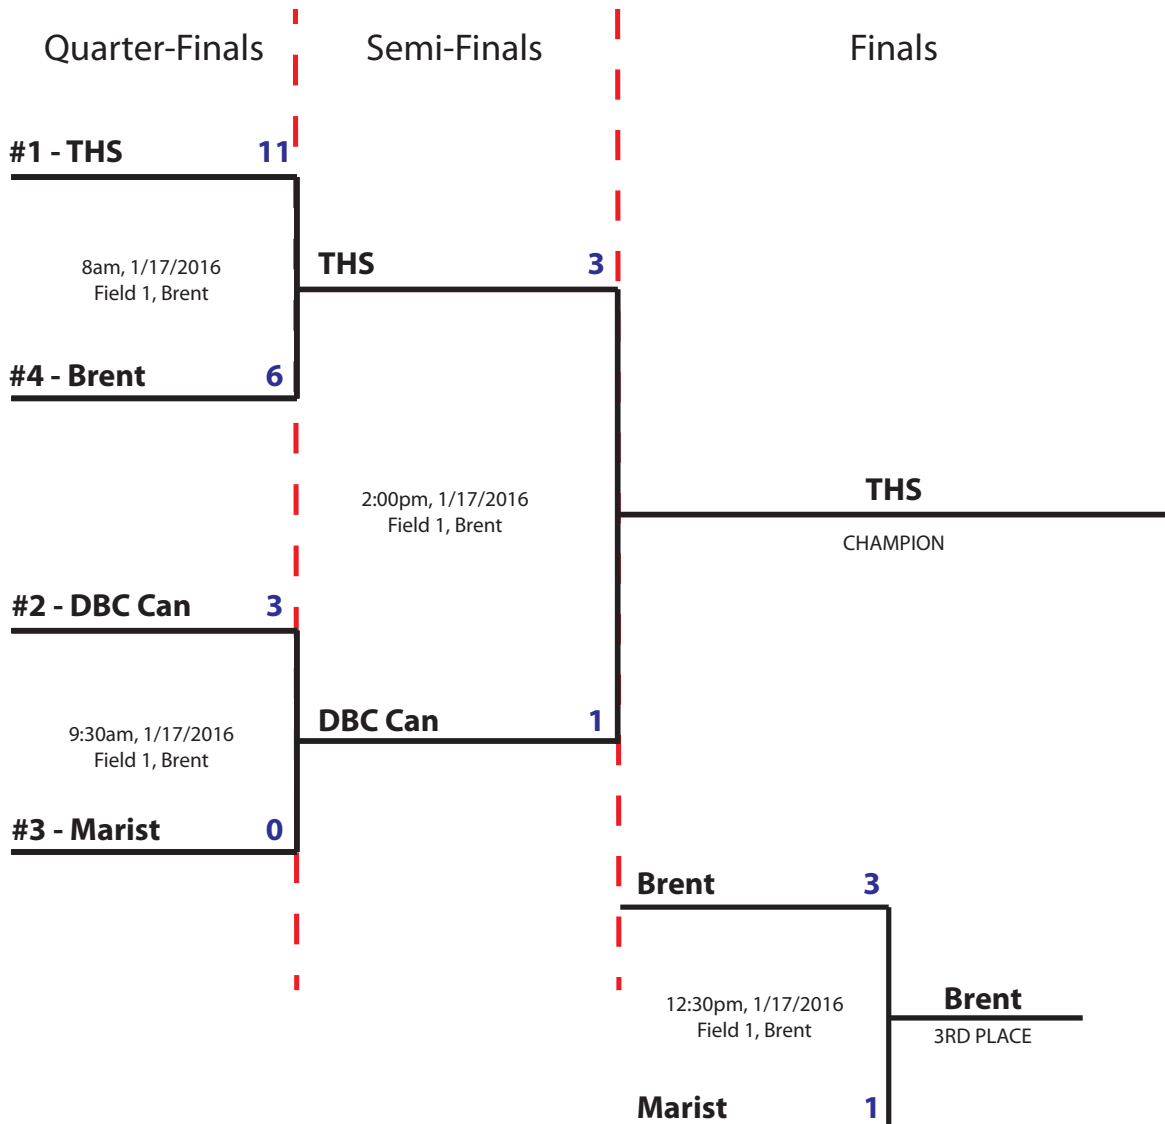 Quarter-Finals
Semi-Finals
Finals
#1 - THS 11
8am, 1/17/2016
Field 1, Brent
#4 - Brent 6
THS 3
2:00pm, 1/17/2016
Field 1, Brent
THS
CHAMPION
#2 - DBC Can 3
9:30am, 1/17/2016
Field 1, Brent
#3 - Marist 0
DBC Can 1
Brent 3
12:30pm, 1/17/2016
Field 1, Brent
Brent
3RD PLACE
Marist 1